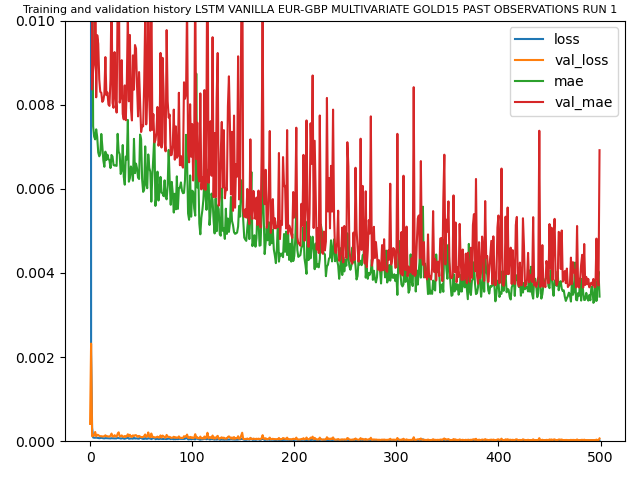 Training and validation history LSTM VANILLA EUR-GBP MULTIVARIATE GOLD15 PAST OBSERVATIONS RUN 1
0.010
0.008
0.006
0.004
0.002
0.000
loss
val_loss
mae
val_mae
0 100 200 300 400 500